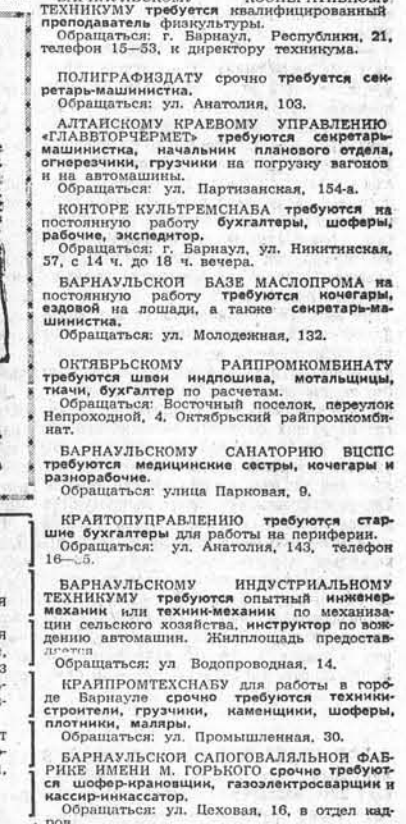 ТЕХНИКУМУ требуется квалифицированный
преподаватель физкультуры.
Обращаться: г. Барнаул, Республики, 21,
телефон 15—53, к директору техникума.
ПОЛИГРАФИЗДАТУ срочно требуется сек-
ретарь-машинистка.
Обращаться: ул. Анатолия, 103.
АЛТАЙСКОМУ КРАЕВОМУ УПРАВЛЕНИЮ
«ГЛАВВТОРЧЕРМЕТ» требуются секретарь-
машинистка, начальник планового отдела,
огнерезчики, грузчики на погрузку вагонов
и на автомашины.
Обращаться: ул. Партизанская, 154-а.
КОНТОРЕ КУЛЬТРЕМСНАБА требуются на
постоянную работу бухгалтеры, шоферы,
рабочие, экспедитор.
Обращаться: г. Барнаул, ул. Никитинская,
57, с 14 ч. до 18 ч. вечера.
БАРНАУЛЬСКОЙ БАЗЕ МАСЛОПРОМА на
постоянную работу требуются кочегары,
ездовой на лошади, а также секретарь-ма-
шинистка.
Обращаться: ул. Молодежная, 132.
ОКТЯБРЬСКОМУ РАЙПРОМКОМБИНАТУ
требуются швеи индпошива, мотальщицы,
ткачи, бухгалтер по расчетам.
Обращаться: Восточный поселок, переулок
Непроходной, 4, Октябрьский райпромкомби-
нат.
БАРНАУЛЬСКОМУ САНАТОРИЮ ВЦСПС
требуются медицинские сестры, кочегары и
разнорабочие.
Обращаться: улица Парковая, 9.
КРАЙТОПУПРАВЛЕНИЮ требуются стар-
шие бухгалтеры для работы на периферии.
Обращаться: ул. Анатолия, 143, телефон
БАРНАУЛЬСКОМУ ИНДУСТРИАЛЬНОМУ
ТЕХНИКУМУ требуются опытный инженер-
механик или техник-механик по механиза-
ции сельского хозяйства, инструктор по вож-
дению автомашин. Жилплощадь предостав-
ляется
Обращаться: ул Водопроводная, 14.
КРАЙПРОМТЕХСНАБУ для работы в горо-
де Барнауле срочно требуются техники-
строители, грузчики, каменщики, шоферы,
плотники, маляры.
Обращаться: ул. Промышленная, 30.
БАРНАУЛЬСКОЙ САПОГОВАЛЯЛЬНОЙ ФАБ-
РИКЕ ИМЕНИ М. ГОРЬКОГО срочно требуют-
ся шофер-крановщик, газоэлектросварщик и
кассир-инкассатор.
Обращаться: ул. Цеховая, 16, в отдел кад-
ров.